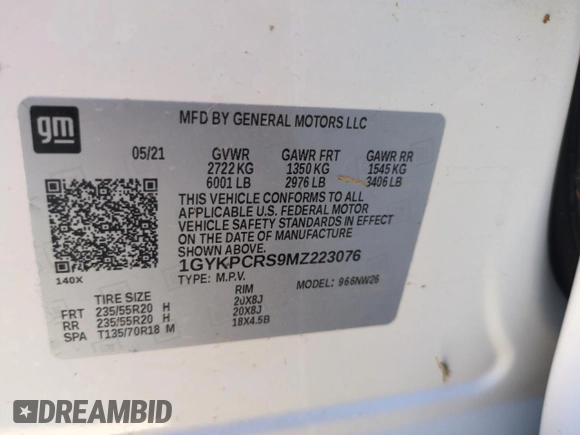 gm
MFD BY GENERAL MOTORS LLC
05/21 GVWR GAWR FRT GAWR RR
2722 KG 1350 KG 1545 KG
6001 LB 2976 LB 3406 LB
THIS VEHICLE CONFORMS TO ALL
APPLICABLE U.S. FEDERAL MOTOR
VEHICLE SAFETY STANDARDS IN EFFECT
ON THE DATE OF MANUFACTURE
SHOWN ABOVE.
140X 1GYKPCRS9MZ223076
TYPE: M.P.V. MODEL: 966NW26
TIRE SIZE RIM
FRT 235/55R20 H 20X8J
RR 235/55R20 H 20X8J
SPA T135/70R18 M 18X4.5B
DREAMBID